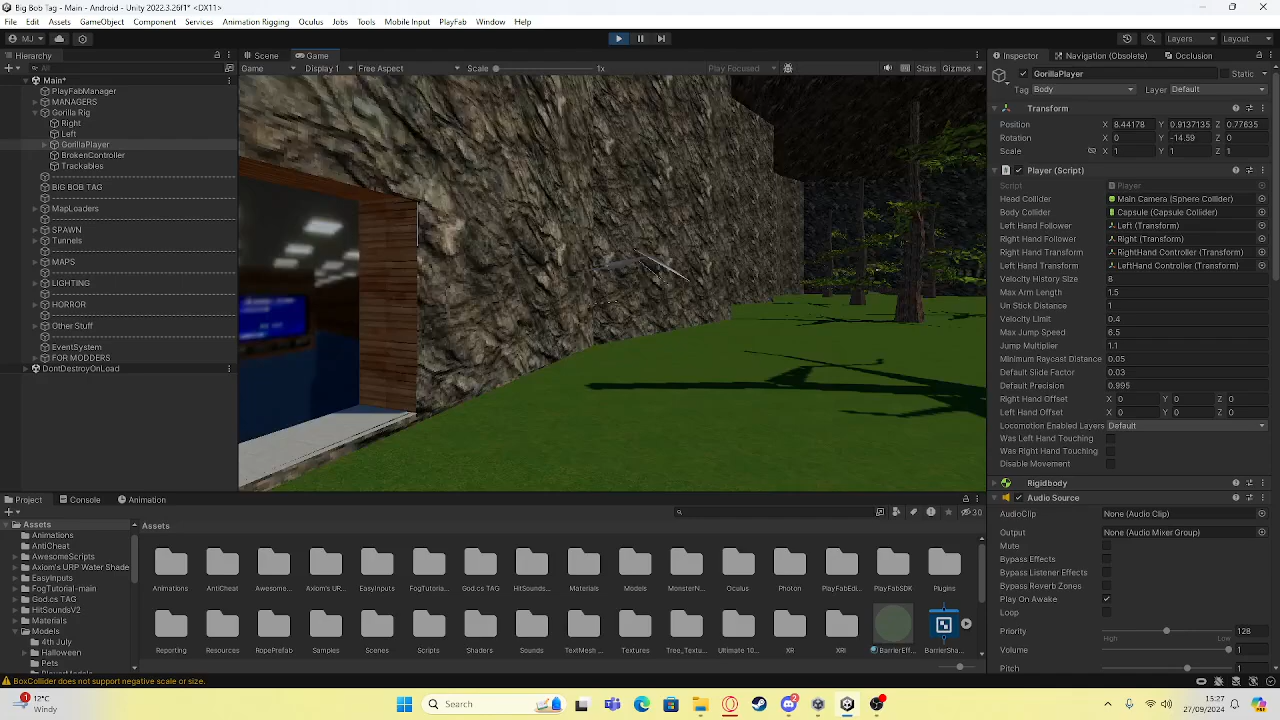 Big Bob Tag - Main - Android - Unity 2022.3.26f1* <DX11>
File Edit Assets GameObject Component Services Animation Rigging Oculus Jobs Tools Mobile Input PlayFab Window Help
MU
Layers
Layout
Hierarchy
All
Main*
PlayFabManager
MANAGERS
Gorilla Rig
Right
Left
GorillaPlayer
BrokenController
Trackables
BIG BOB TAG
MapLoaders
SPAWN
Tunnels
MAPS
LIGHTING
HORROR
Other Stuff
EventSystem
FOR MODDERS
DontDestroyOnLoad
Scene Game
Game Display 1 Free Aspect Scale 1x Play Focused Stats Gizmos
Inspector Navigation (Obsolete) Occlusion
GorillaPlayer Static
Tag Body Layer Default
Transform
Position X 8.44178 Y 0.9137135 Z 0.77635
Rotation X 0 Y -14.59 Z 0
Scale X 1 Y 1 Z 1
Player (Script)
Script Player
Head Collider Main Camera (Sphere Collider)
Body Collider Capsule (Capsule Collider)
Left Hand Follower Left (Transform)
Right Hand Follower Right (Transform)
Right Hand Transform RightHand Controller (Transform)
Left Hand Transform LeftHand Controller (Transform)
Velocity History Size 8
Max Arm Length 1.5
Un Stick Distance 1
Velocity Limit 0.4
Max Jump Speed 6.5
Jump Multiplier 1.1
Minimum Raycast Distance 0.05
Default Slide Factor 0.03
Default Precision 0.995
Right Hand Offset X 0 Y 0 Z 0
Left Hand Offset X 0 Y 0 Z 0
Locomotion Enabled Layers Default
Was Left Hand Touching
Was Right Hand Touching
Disable Movement
Rigidbody
Audio Source
AudioClip None (Audio Clip)
Output None (Audio Mixer Group)
Mute
Bypass Effects
Bypass Listener Effects
Bypass Reverb Zones
Play On Awake
Loop
Priority 128
High Low
Volume 1
Pitch 1
Project Console Animation
30
Assets
Animations
AntiCheat
AwesomeScripts
Axiom's URP Water Shade
EasyInputs
FogTutorial-main
God.cs TAG
HitSoundsV2
Materials
Models
4th July
Halloween
Pets
Assets
Animations AntiCheat Awesome... Axiom's UR... EasyInputs FogTutoria... God.cs TAG HitSounds... Materials Models MonsterN... Oculus Photon PlayFabEdi... PlayFabSDK Plugins
Reporting Resources RopePrefab Samples Scenes Scripts Shaders Sounds TextMesh ... Textures Tree_Textu... Ultimate 10... XR XRI BarrierEff... BarrierSha...
BoxCollider does not support negative scale or size.
1
12°C
Windy
Search
2
15:27
27/09/2024